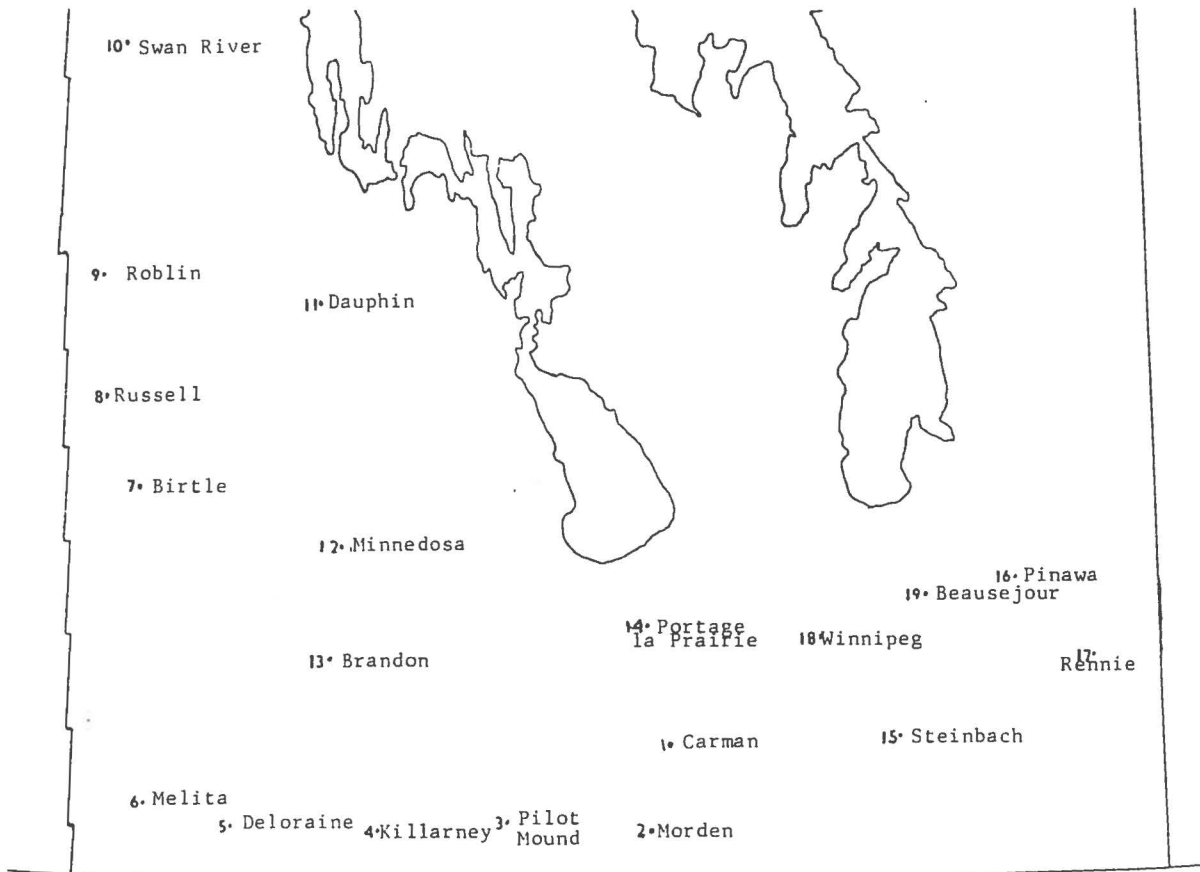 10• Swan River
9• Roblin
11• Dauphin
8• Russell
7• Birtle
12• Minnedosa
16• Pinawa
19• Beausejour
14• Portage
la Prairie
18• Winnipeg
13• Brandon
17•
Rennie
1• Carman
15• Steinbach
6• Melita
5• Deloraine
4• Killarney
3• Pilot
Mound
2• Morden